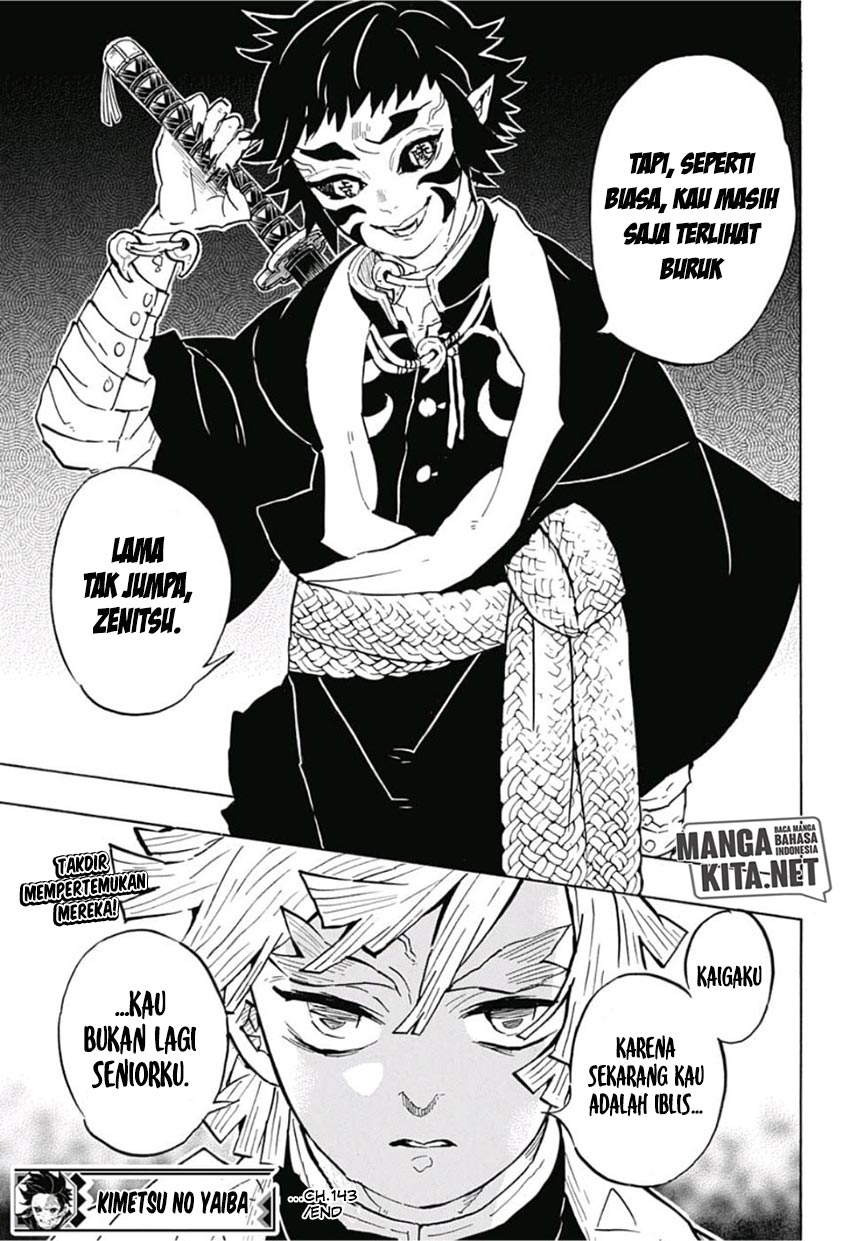 TAPI, SEPERTI
BIASA, KAU MASIH
SAJA TERLIHAT
BURUK
LAMA
TAK JUMPA,
ZENITSU.
MANGA
KITA.NET
BACA MANGA
BAHASA
INDONESIA
TAKDIR
MEMPERTEMUKAN
MEREKA!
KAIGAKU
KARENA
SEKARANG KAU
ADALAH IBLIS...
...KAU
BUKAN LAGI
SENIORKU.
KIMETSU NO YAIBA
...CH.143
/END